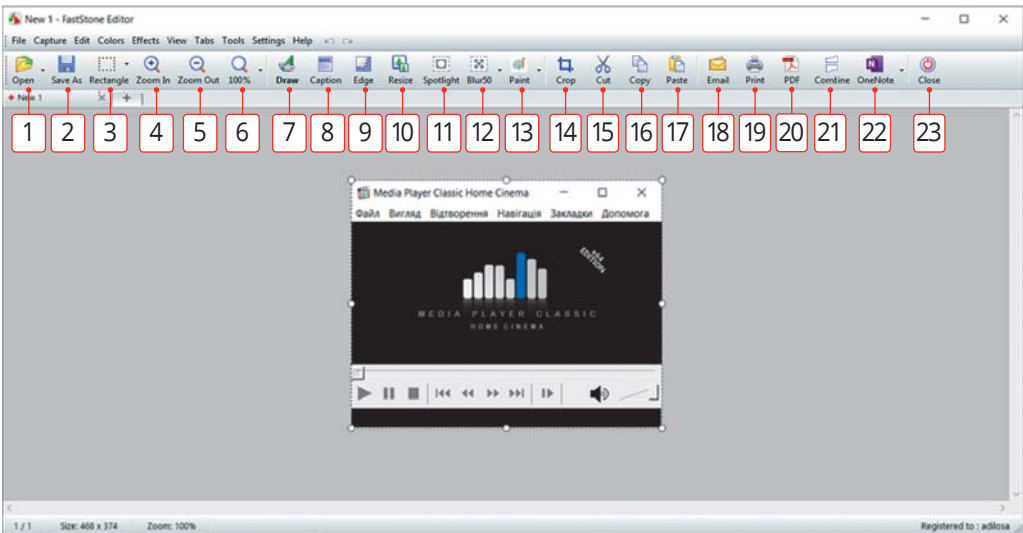 New 1 - FastStone Editor
File Capture Edit Colors Effects View Tabs Tools Settings Help
Open Save As Rectangle Zoom In Zoom Out 100% Draw Caption Edge Resize Spotlight Blur50 Paint Crop Cut Copy Paste Email Print PDF Combine OneNote Close
New 1
1 2 3 4 5 6 7 8 9 10 11 12 13 14 15 16 17 18 19 20 21 22 23
Media Player Classic Home Cinema
Файл Вигляд Відтворення Навігація Закладки Допомога
x64
EDITION
MEDIA PLAYER CLASSIC
HOME CINEMA
1 / 1 Size: 468 x 374 Zoom: 100% Registered to : adilosa